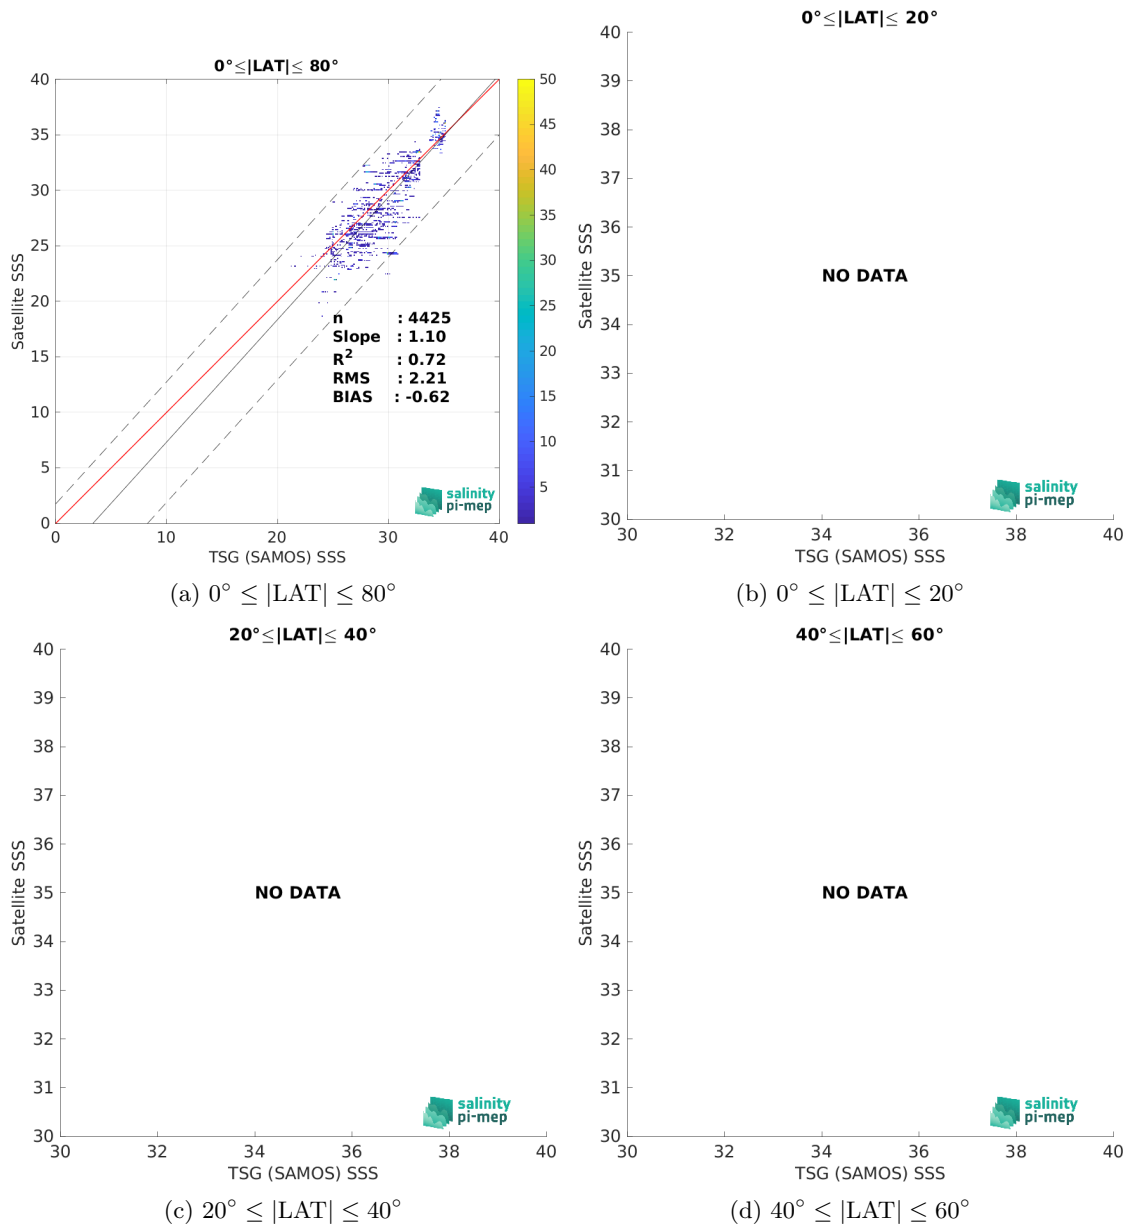 0°≤|LAT|≤ 80°
40
35
30
25
20
15
10
5
0
0
10
20
30
40
Satellite SSS
TSG (SAMOS) SSS
n : 4425
Slope : 1.10
R² : 0.72
RMS : 2.21
BIAS : -0.62
salinity
pi-mep
50
45
40
35
30
25
20
15
10
5
(a) 0° ≤ |LAT| ≤ 80°
0°≤|LAT|≤ 20°
40
39
38
37
36
35
34
33
32
31
30
30
32
34
36
38
40
Satellite SSS
NO DATA
salinity
pi-mep
TSG (SAMOS) SSS
(b) 0° ≤ |LAT| ≤ 20°
20°≤|LAT|≤ 40°
40
39
38
37
36
35
34
33
32
31
30
30
32
34
36
38
40
Satellite SSS
NO DATA
salinity
pi-mep
TSG (SAMOS) SSS
(c) 20° ≤ |LAT| ≤ 40°
40°≤|LAT|≤ 60°
40
39
38
37
36
35
34
33
32
31
30
30
32
34
36
38
40
Satellite SSS
NO DATA
salinity
pi-mep
TSG (SAMOS) SSS
(d) 40° ≤ |LAT| ≤ 60°